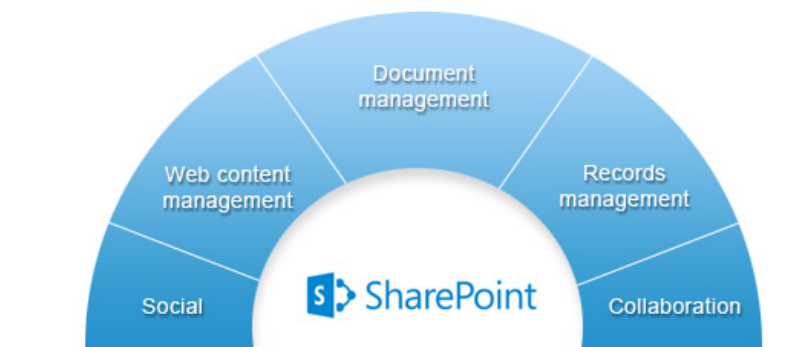 Document
management
Web content
management
Records
management
Social
S SharePoint
Collaboration